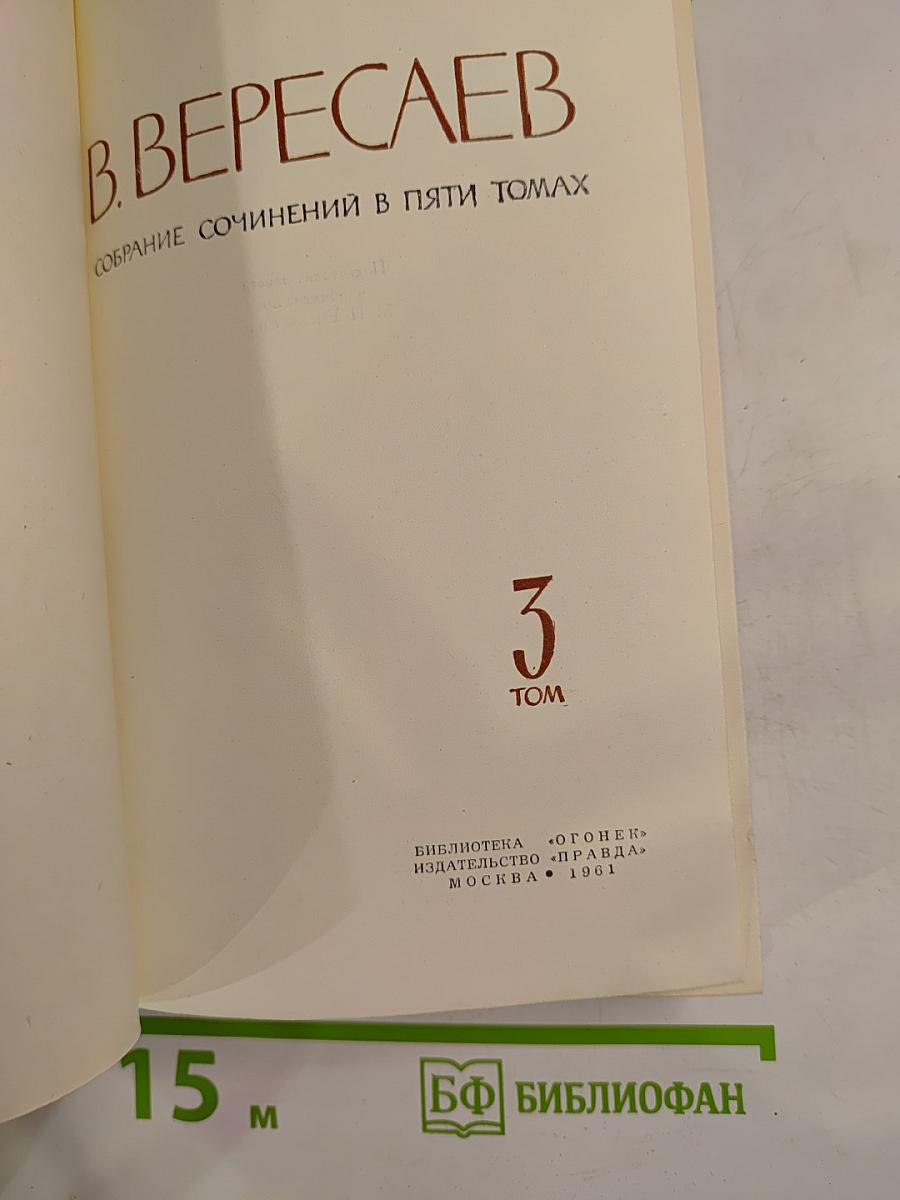 В. ВЕРЕСАЕВ
СОБРАНИЕ СОЧИНЕНИЙ В ПЯТИ ТОМАХ
3
ТОМ
БИБЛИОТЕКА «ОГОНЕК»
ИЗДАТЕЛЬСТВО «ПРАВДА»
МОСКВА • 1961
15 м
БФ БИБЛИОФАН